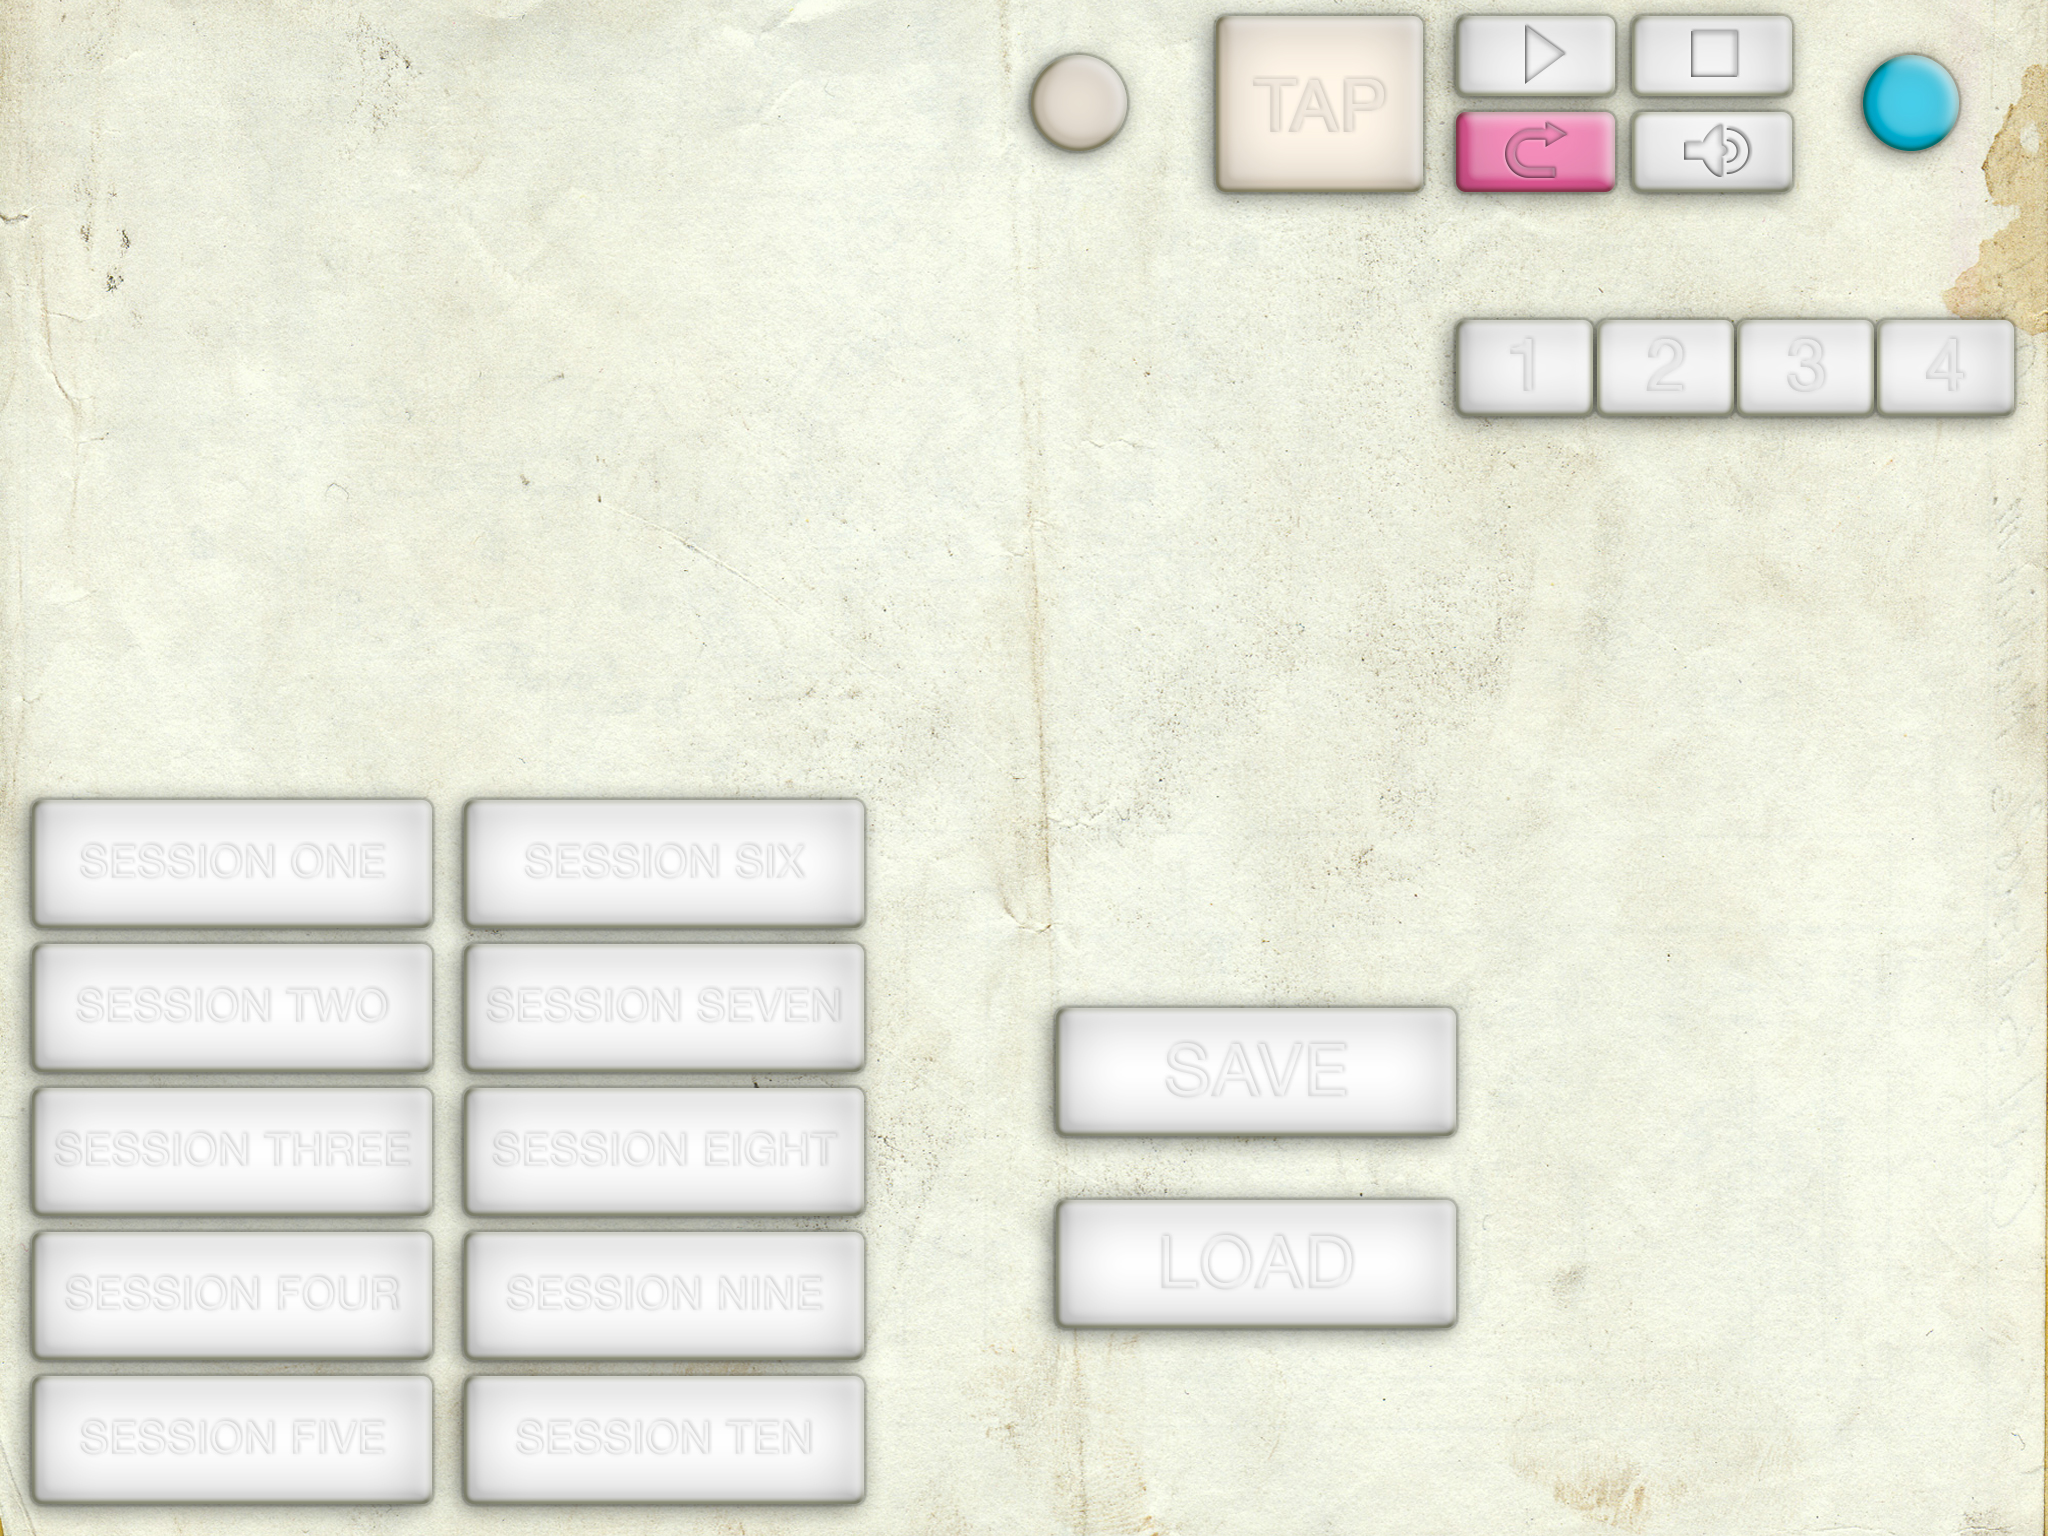 TAP
1 2 3 4
SESSION ONE
SESSION SIX
SESSION TWO
SESSION SEVEN
SESSION THREE
SESSION EIGHT
SESSION FOUR
SESSION NINE
SESSION FIVE
SESSION TEN
SAVE
LOAD